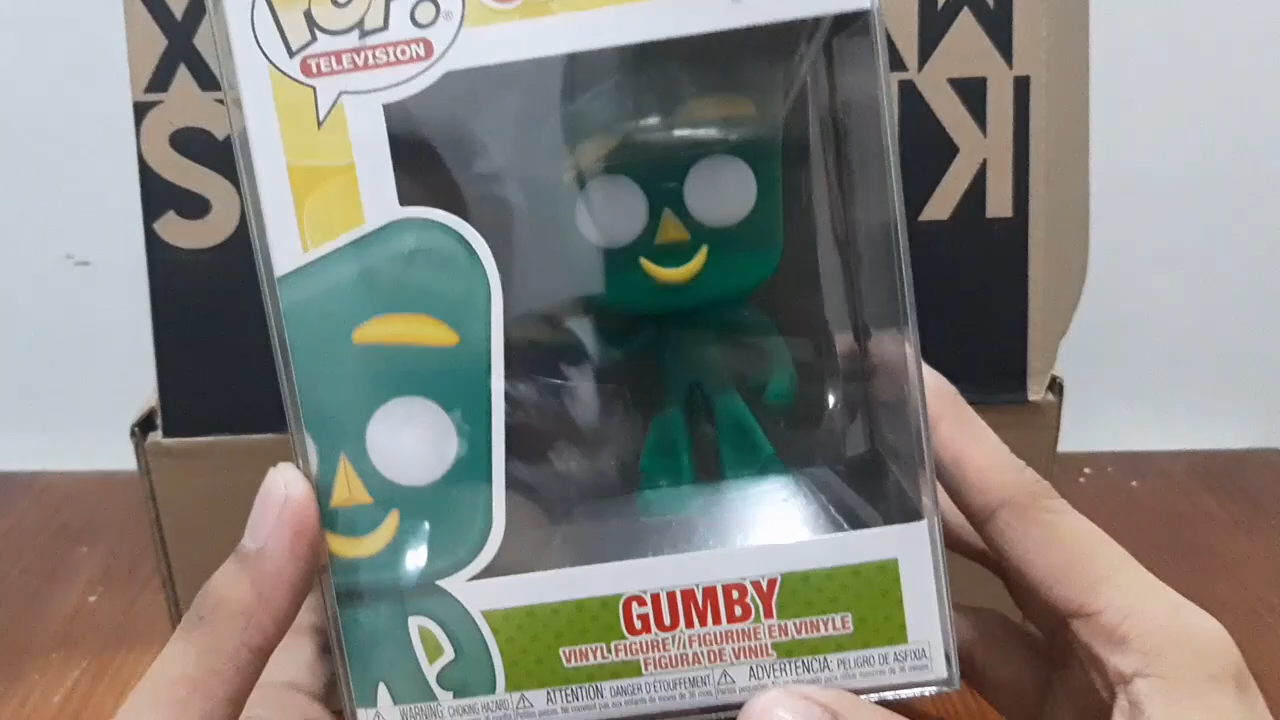 POP!
TELEVISION
X
S
K
GUMBY
VINYL FIGURE // FIGURINE EN VINYLE
FIGURA DE VINIL
WARNING: CHOKING HAZARD
ATTENTION: DANGER D'ÉTOUFFEMENT
ADVERTENCIA: PELIGRO DE ASFIXIA.